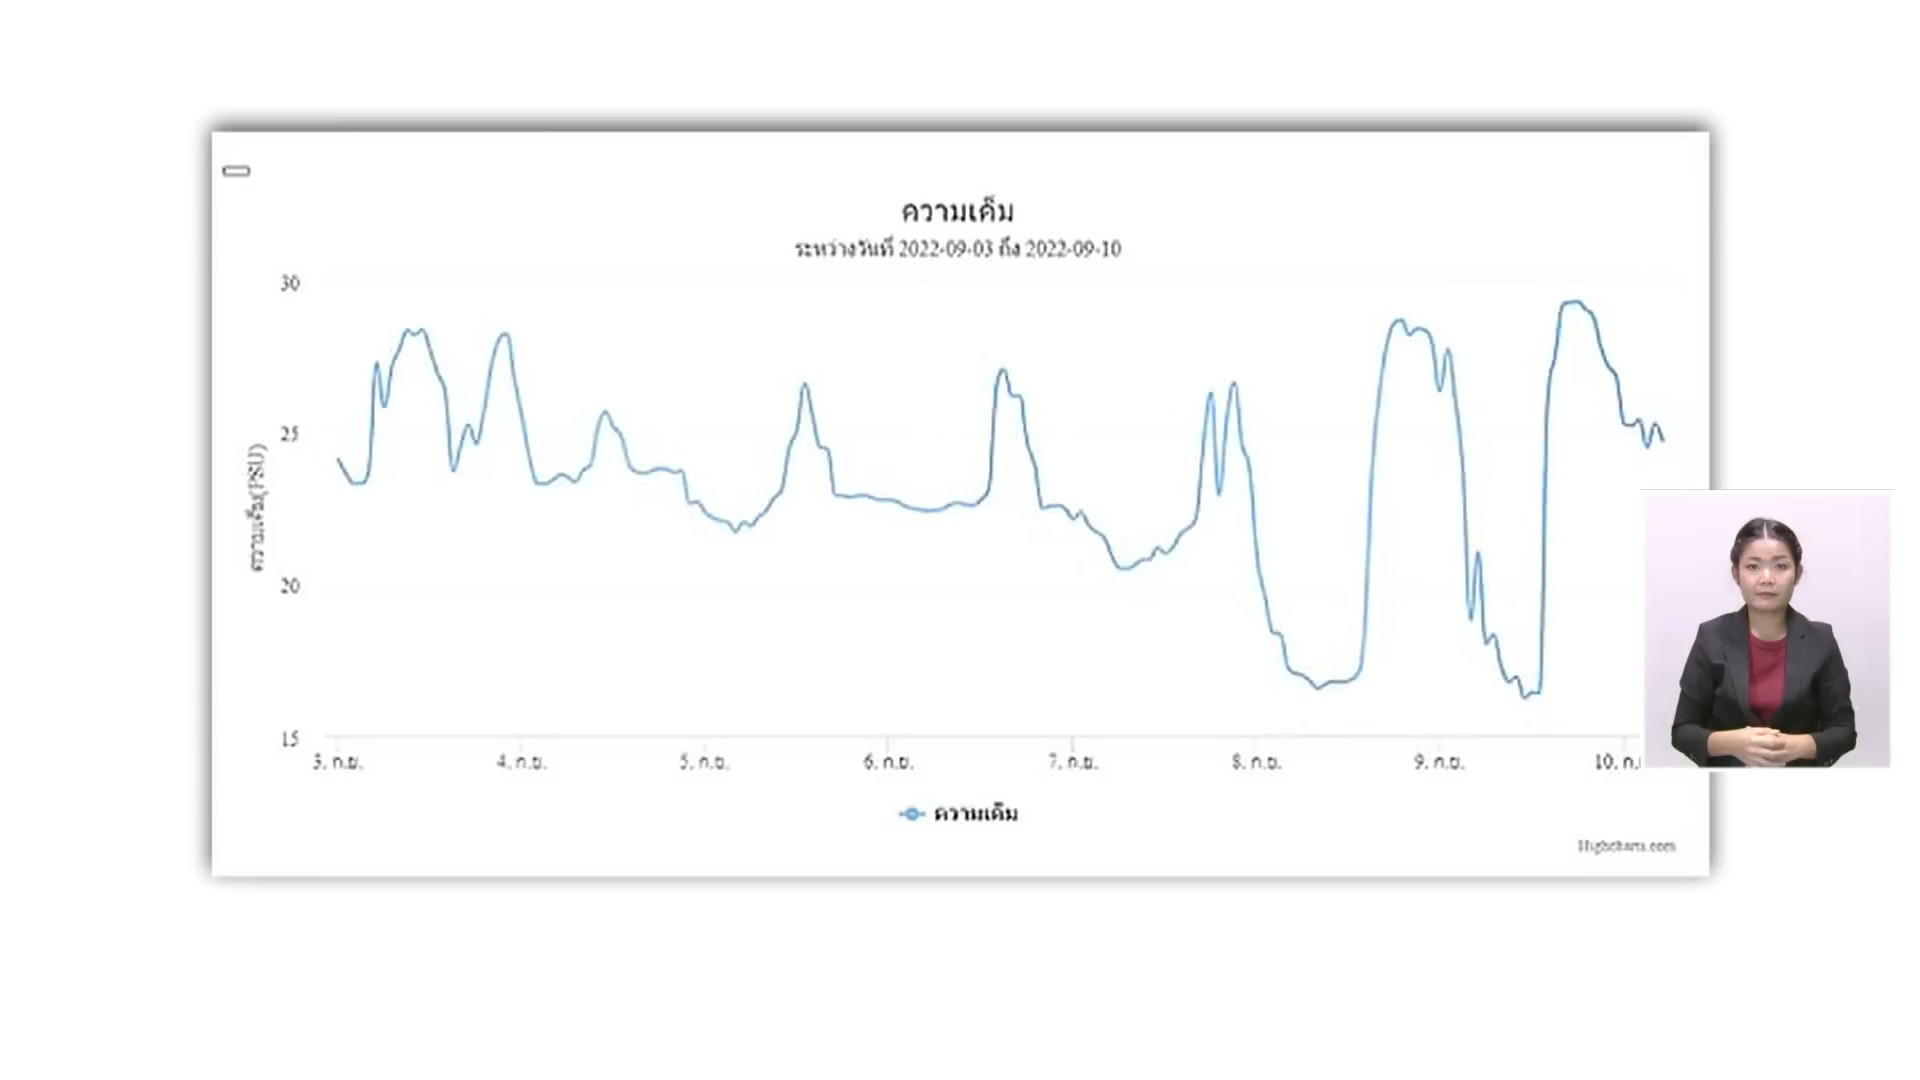 ความเค็ม
ระหว่างวันที่ 2022-09-03 ถึง 2022-09-10
30
25
20
15
ความเค็ม(PSU)
3. ก.ย.
4. ก.ย.
5. ก.ย.
6. ก.ย.
7. ก.ย.
8. ก.ย.
9. ก.ย.
10. ก.
ความเค็ม
Highcharts.com